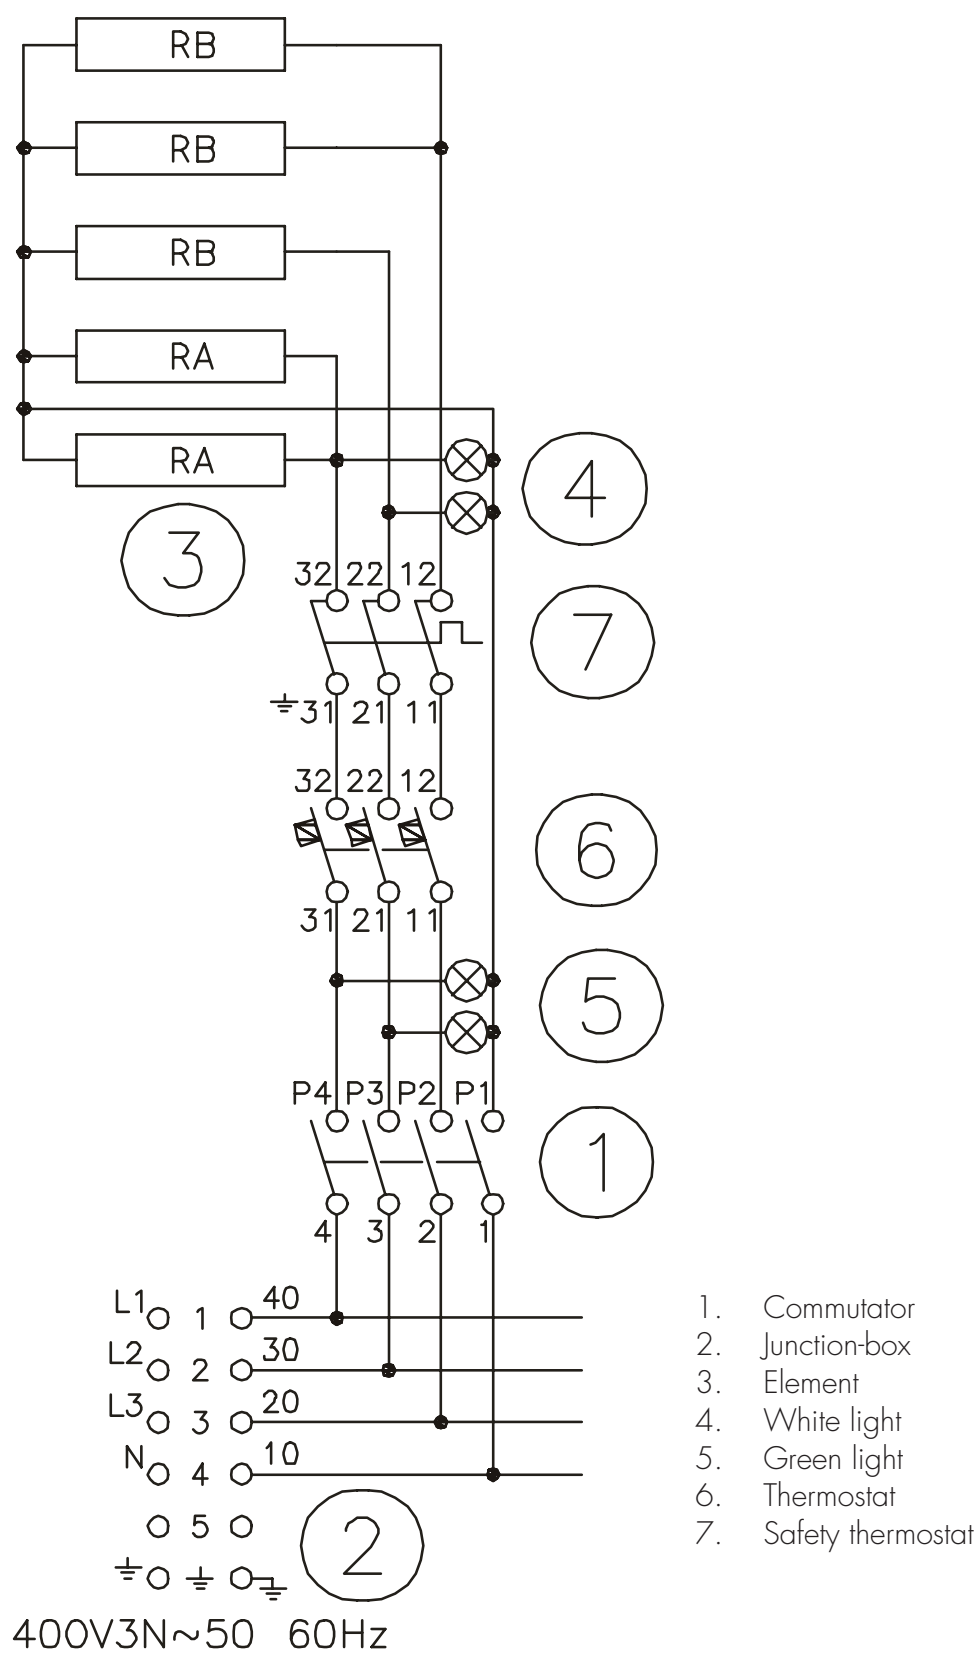 RB
RB
RB
RA
RA
4
3
32 22 12
7
31 21 11
32 22 12
6
31 21 11
5
P4 P3 P2 P1
1
4 3 2 1
L1 1 40
L2 2 30
L3 3 20
N 4 10
5
2
400V3N~50 60Hz
1. Commutator
2. Junction-box
3. Element
4. White light
5. Green light
6. Thermostat
7. Safety thermostat